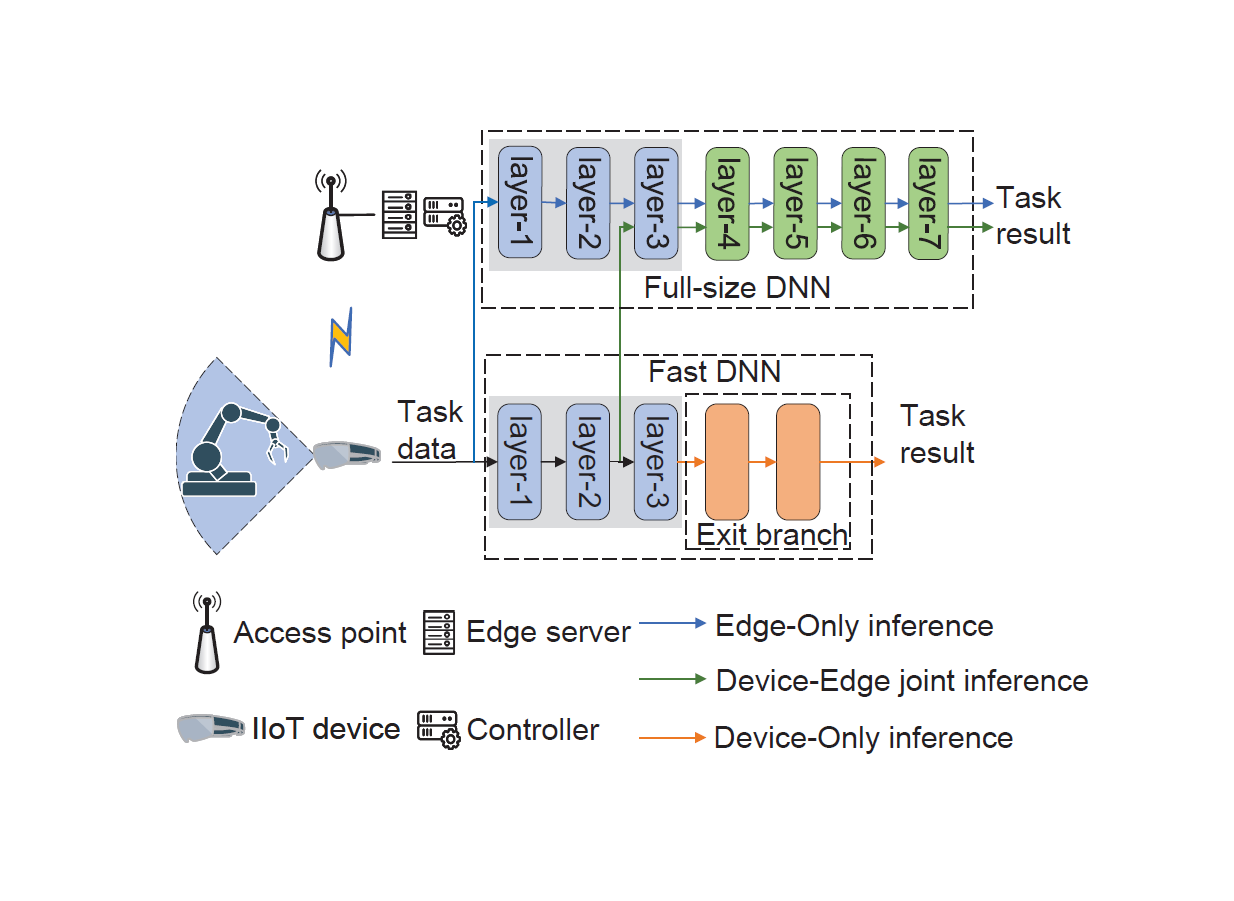 layer-1
layer-2
layer-3
layer-4
layer-5
layer-6
layer-7
Task
result
Full-size DNN
Fast DNN
Task
data
layer-1
layer-2
layer-3
Task
result
Exit branch
Access point
Edge server
Edge-Only inference
Device-Edge joint inference
IIoT device
Controller
Device-Only inference